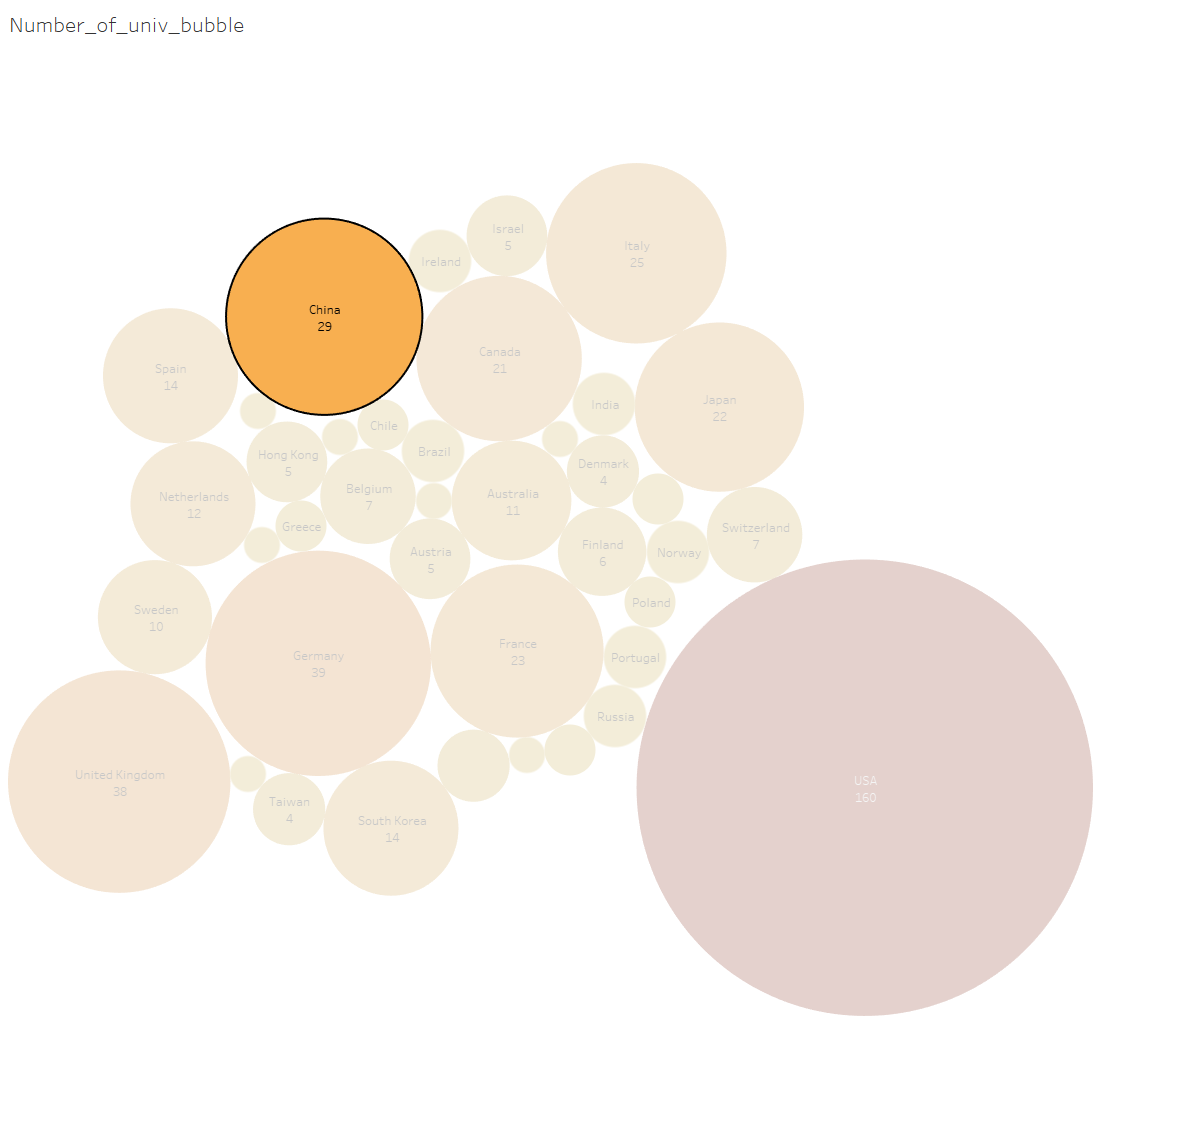 Number_of_univ_bubble
Israel
5
Italy
25
Ireland
China
29
Canada
21
Spain
14
India
Japan
22
Chile
Brazil
Hong Kong
5
Denmark
4
Belgium
7
Netherlands
12
Australia
11
Greece
Switzerland
7
Austria
5
Finland
6
Norway
Poland
Sweden
10
France
23
Germany
39
Portugal
Russia
United Kingdom
38
USA
160
Taiwan
4
South Korea
14